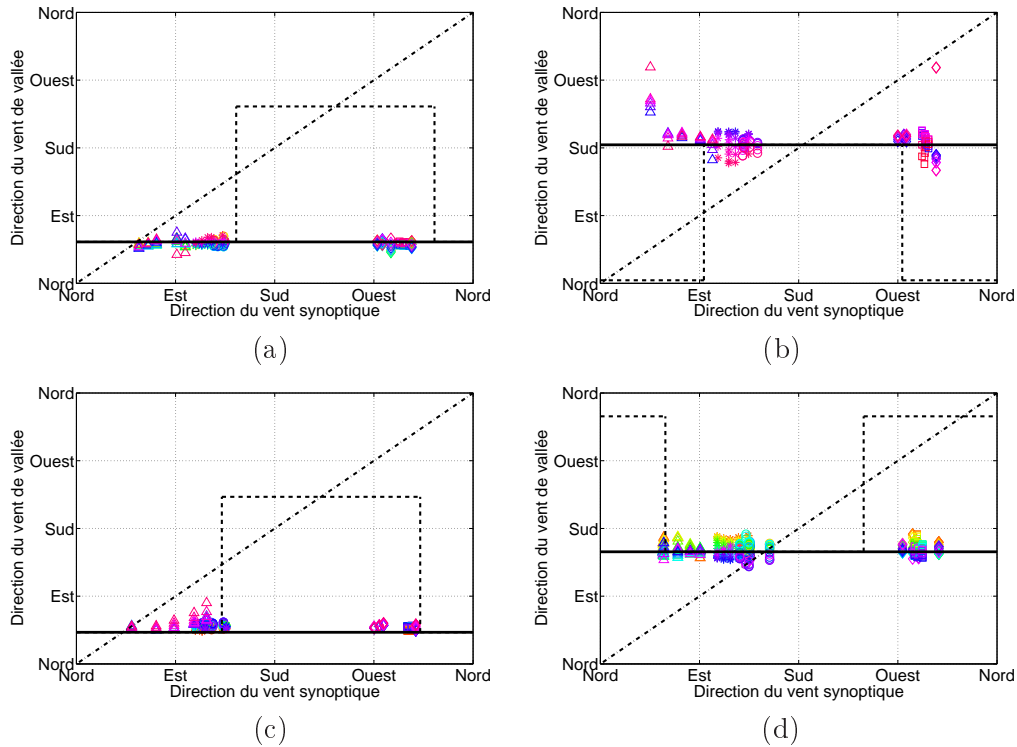 Nord
Ouest
Sud
Est
Nord
Direction du vent de vallée
Nord
Est
Sud
Ouest
Nord
Direction du vent synoptique
(a)
Nord
Ouest
Sud
Est
Nord
Direction du vent de vallée
Nord
Est
Sud
Ouest
Nord
Direction du vent synoptique
(b)
Nord
Ouest
Sud
Est
Nord
Direction du vent de vallée
Nord
Est
Sud
Ouest
Nord
Direction du vent synoptique
(c)
Nord
Ouest
Sud
Est
Nord
Direction du vent de vallée
Nord
Est
Sud
Ouest
Nord
Direction du vent synoptique
(d)